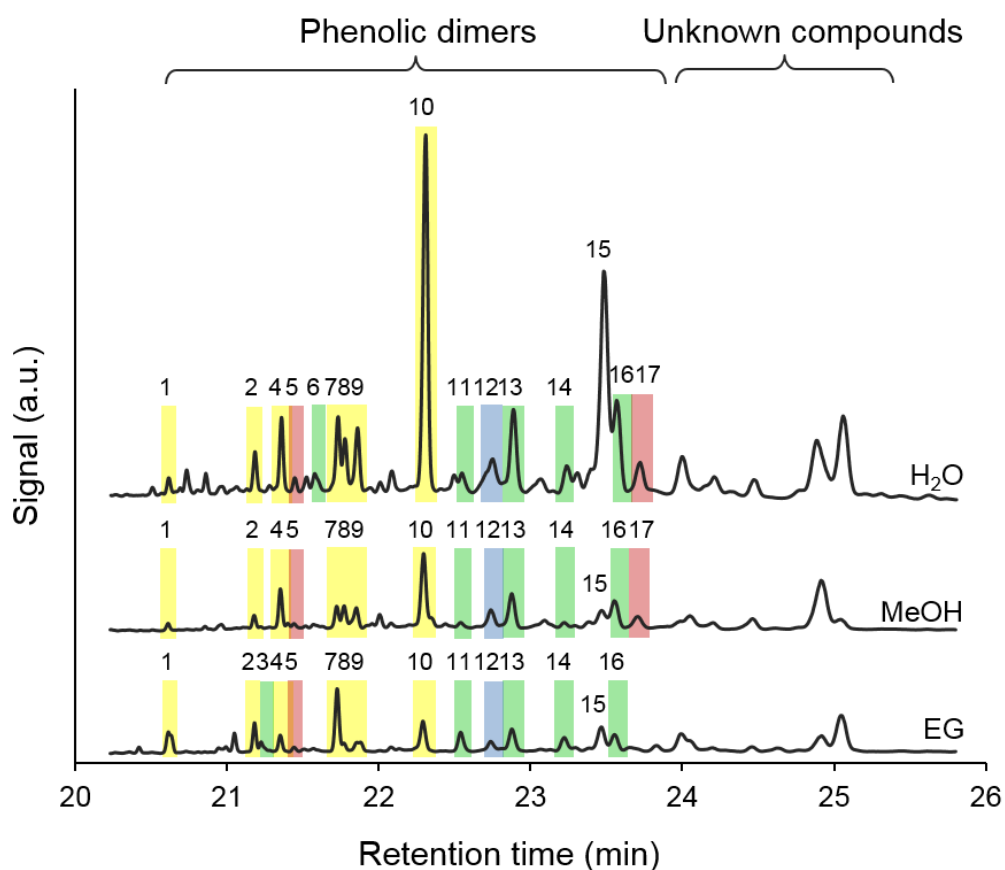 Phenolic dimers Unknown compounds
10
15
1 2 4 5 6 7 8 9 11 12 13 14 16 17
H₂O
1 2 4 5 7 8 9 10 11 12 13 14 16 17
15
MeOH
1 2 3 4 5 7 8 9 10 11 12 13 14 16
15
EG
Signal (a.u.)
20 21 22 23 24 25 26
Retention time (min)